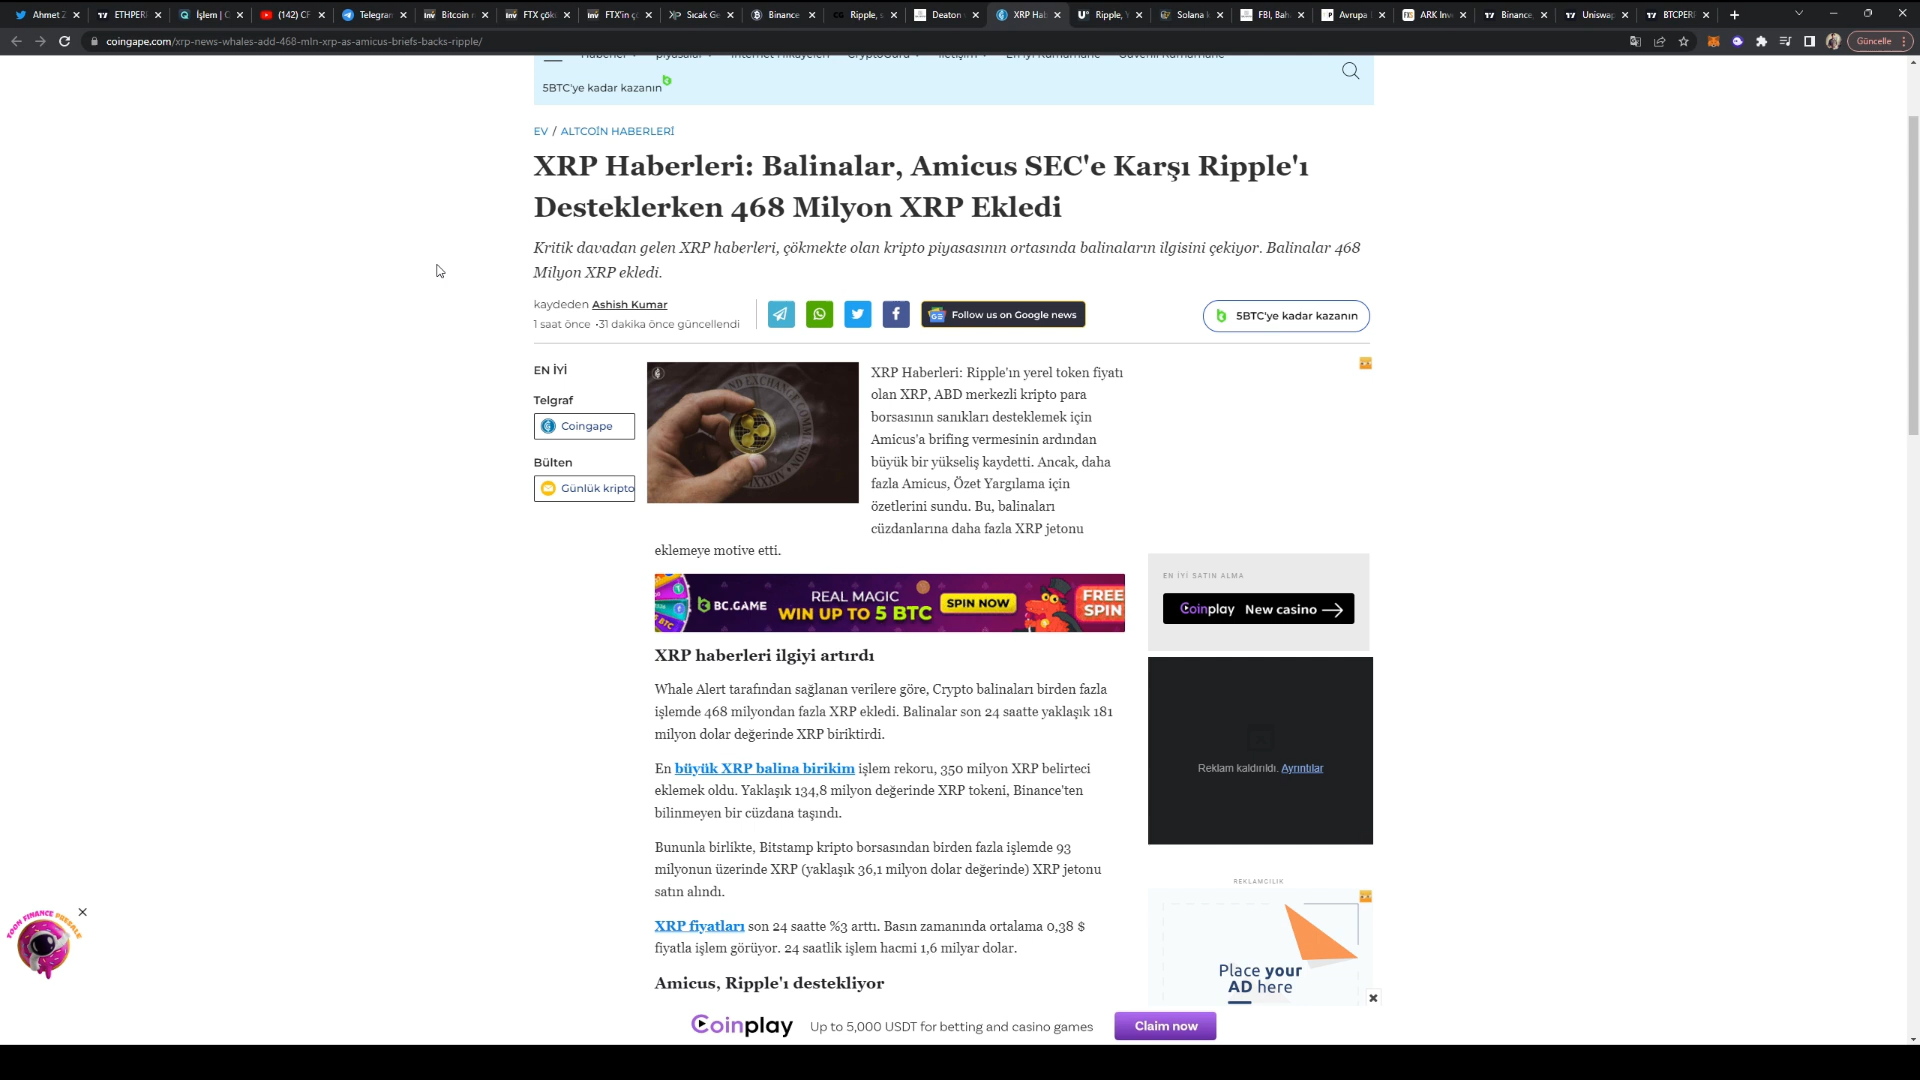 Ahmet Z
ETHPERI
İşlem | C
(142) CF
Telegran
Bitcoin r
FTX çök
FTX'in ç
Sıcak Ge
Binance
Ripple, s
Deaton
XRP Hab
Ripple, Y
Solana
FBI, Bah
Avrupa
ARK Inv
Binance
Uniswap
BTCPERI
coingape.com/xrp-news-whales-add-468-mln-xrp-as-amicus-briefs-backs-ripple/
Güncelle
Haberler
piyasalar
İnternet Hikayeleri
CryptoGuru
iletişim
En İyi Kumarhane
Güvenli Kumarhane
5BTC'ye kadar kazanın
EV / ALTCOİN HABERLERİ
XRP Haberleri: Balinalar, Amicus SEC'e Karşı Ripple'ı
Desteklerken 468 Milyon XRP Ekledi
Kritik davadan gelen XRP haberleri, çökmekte olan kripto piyasasının ortasında balinaların ilgisini çekiyor. Balinalar 468
Milyon XRP ekledi.
kaydeden Ashish Kumar
1 saat önce •31 dakika önce güncellendi
Follow us on Google news
5BTC'ye kadar kazanın
EN İYİ
Telgraf
Coingape
Bülten
Günlük kripto
XRP Haberleri: Ripple'ın yerel token fiyatı
olan XRP, ABD merkezli kripto para
borsasının sanıkları desteklemek için
Amicus'a brifing vermesinin ardından
büyük bir yükseliş kaydetti. Ancak, daha
fazla Amicus, Özet Yargılama için
özetlerini sundu. Bu, balinaları
cüzdanlarına daha fazla XRP jetonu
eklemeye motive etti.
BC.GAME
REAL MAGIC
WIN UP TO 5 BTC
SPIN NOW
FREE
SPIN
XRP haberleri ilgiyi artırdı
Whale Alert tarafından sağlanan verilere göre, Crypto balinaları birden fazla
işlemde 468 milyondan fazla XRP ekledi. Balinalar son 24 saatte yaklaşık 181
milyon dolar değerinde XRP biriktirdi.
En büyük XRP balina birikim işlem rekoru, 350 milyon XRP belirteci
eklemek oldu. Yaklaşık 134,8 milyon değerinde XRP tokeni, Binance'ten
bilinmeyen bir cüzdana taşındı.
Bununla birlikte, Bitstamp kripto borsasından birden fazla işlemde 93
milyonun üzerinde XRP (yaklaşık 36,1 milyon dolar değerinde) XRP jetonu
satın alındı.
XRP fiyatları son 24 saatte %3 arttı. Basın zamanında ortalama 0,38 $
fiyatla işlem görüyor. 24 saatlik işlem hacmi 1,6 milyar dolar.
Amicus, Ripple'ı destekliyor
EN İYİ SATIN ALMA
Coinplay New casino
Reklam kaldırıldı. Ayrıntılar
REKLAMCILIK
Place your
AD here
TOON FINANCE PRESALE
Coinplay
Up to 5,000 USDT for betting and casino games
Claim now